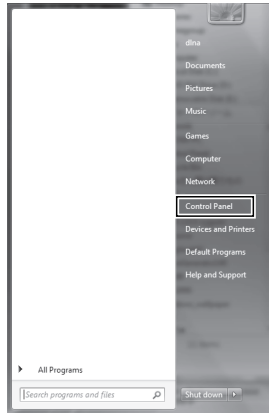 dlna
Documents
Pictures
Music
Games
Computer
Network
Control Panel
Devices and Printers
Default Programs
Help and Support
All Programs
Search programs and files
Shut down